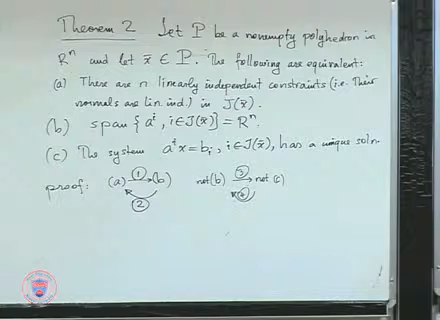 Theorem 2 Let P be a nonempty polyhedron in
Rⁿ and let x̄ ∈ P. The following are equivalent:
(a) There are n linearly independent constraints (i.e. their
normals are lin. ind.) in J(x̄).
(b) span{aⁱ, i∈J(x̄)} = Rⁿ.
(c) The system aⁱx = bᵢ, i∈J(x̄), has a unique soln.
proof: (a) ①→ (b) not(b) ③→ not (c)
② ④